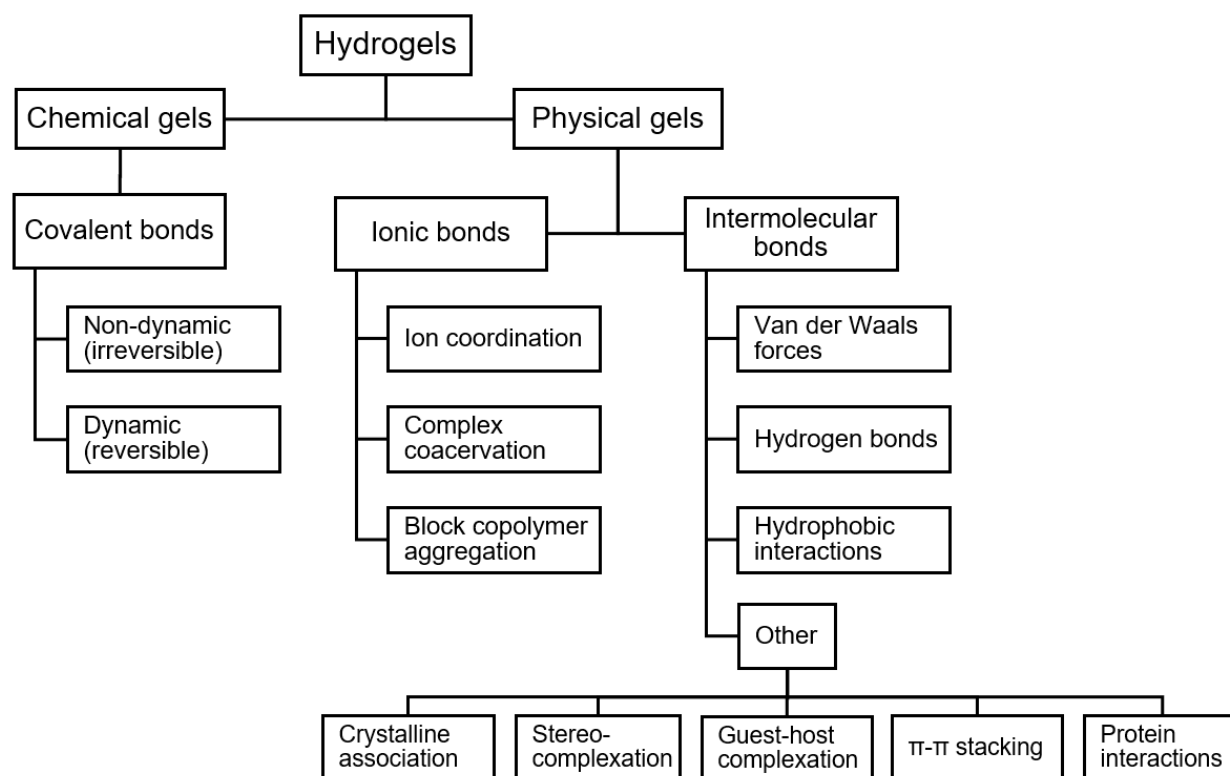 Hydrogels
Chemical gels
Physical gels
Covalent bonds
Ionic bonds
Intermolecular
bonds
Non-dynamic
(irreversible)
Dynamic
(reversible)
Ion coordination
Complex
coacervation
Block copolymer
aggregation
Van der Waals
forces
Hydrogen bonds
Hydrophobic
interactions
Other
Crystalline
association
Stereo-
complexation
Guest-host
complexation
π-π stacking
Protein
interactions